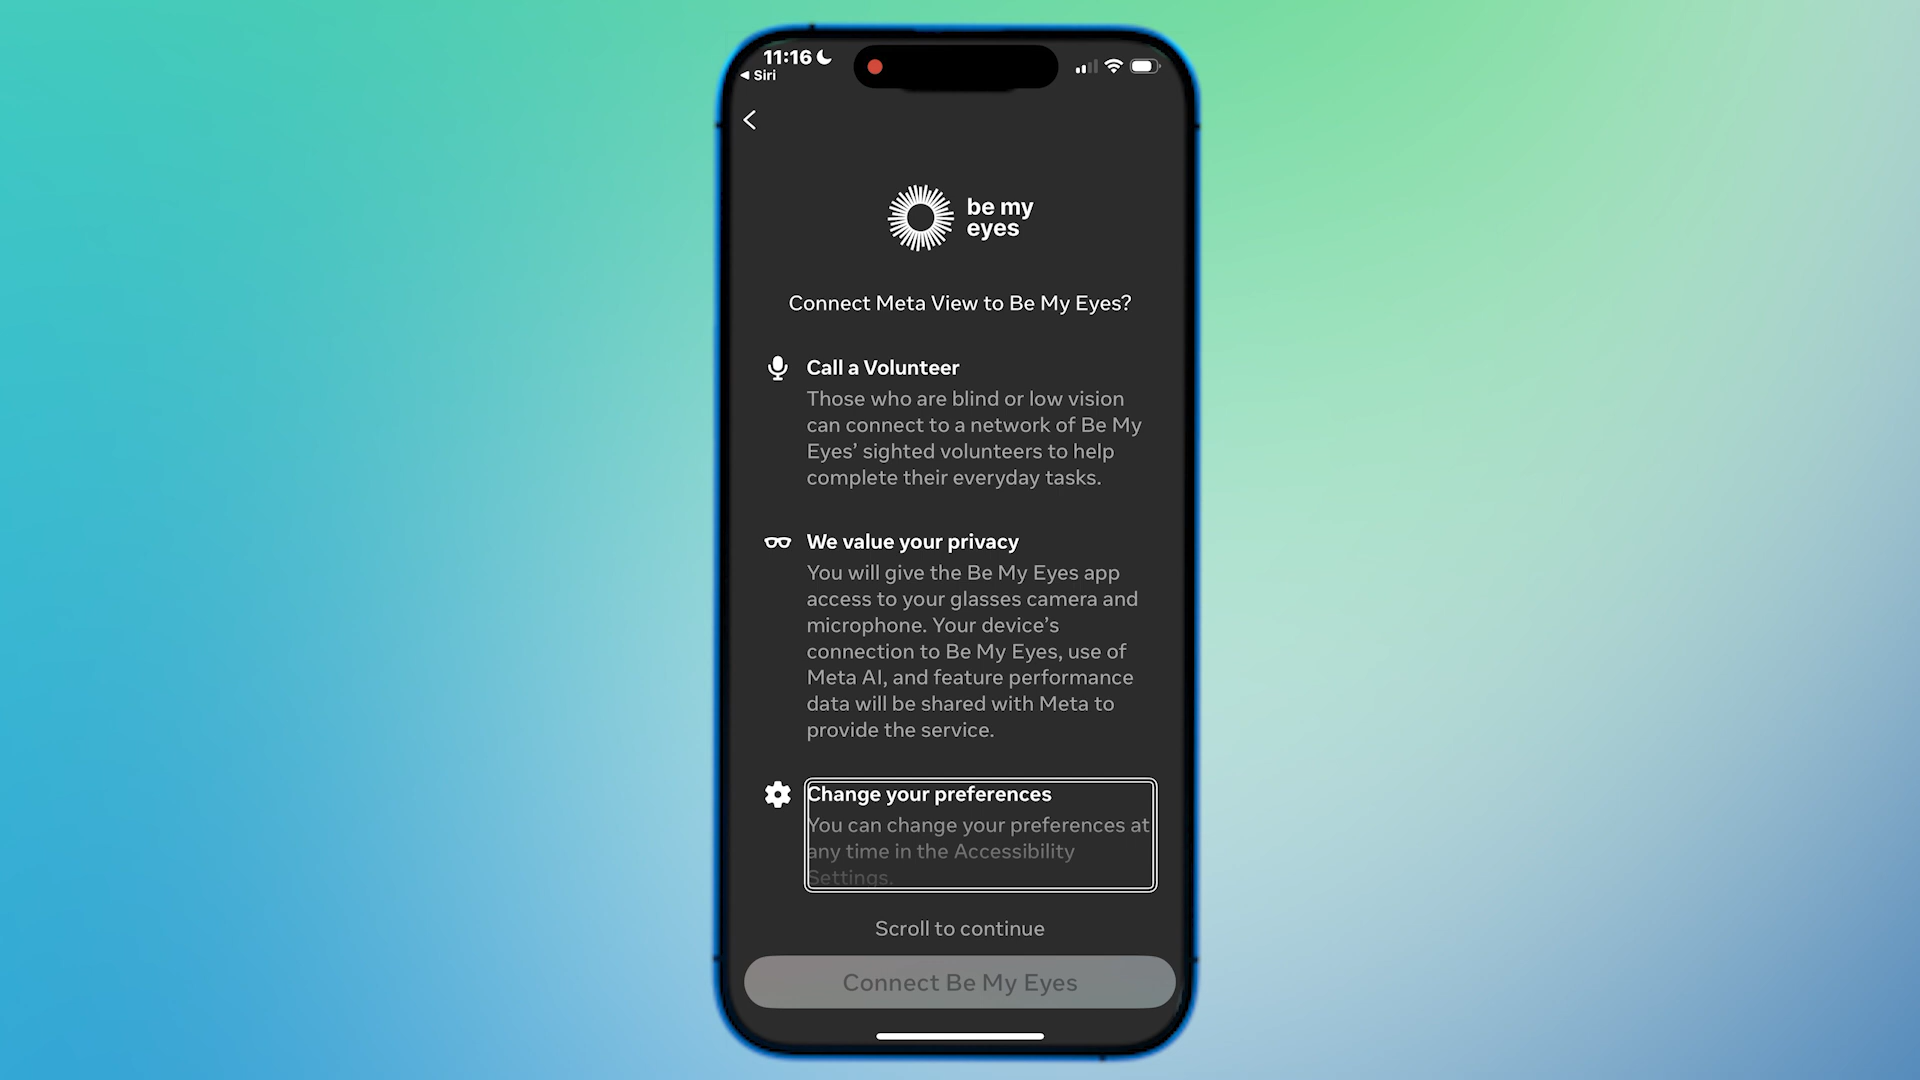 11:16
◀ Siri
be my
eyes
Connect Meta View to Be My Eyes?
Call a Volunteer
Those who are blind or low vision
can connect to a network of Be My
Eyes’ sighted volunteers to help
complete their everyday tasks.
We value your privacy
You will give the Be My Eyes app
access to your glasses camera and
microphone. Your device’s
connection to Be My Eyes, use of
Meta AI, and feature performance
data will be shared with Meta to
provide the service.
Change your preferences
You can change your preferences at
any time in the Accessibility
Settings.
Scroll to continue
Connect Be My Eyes